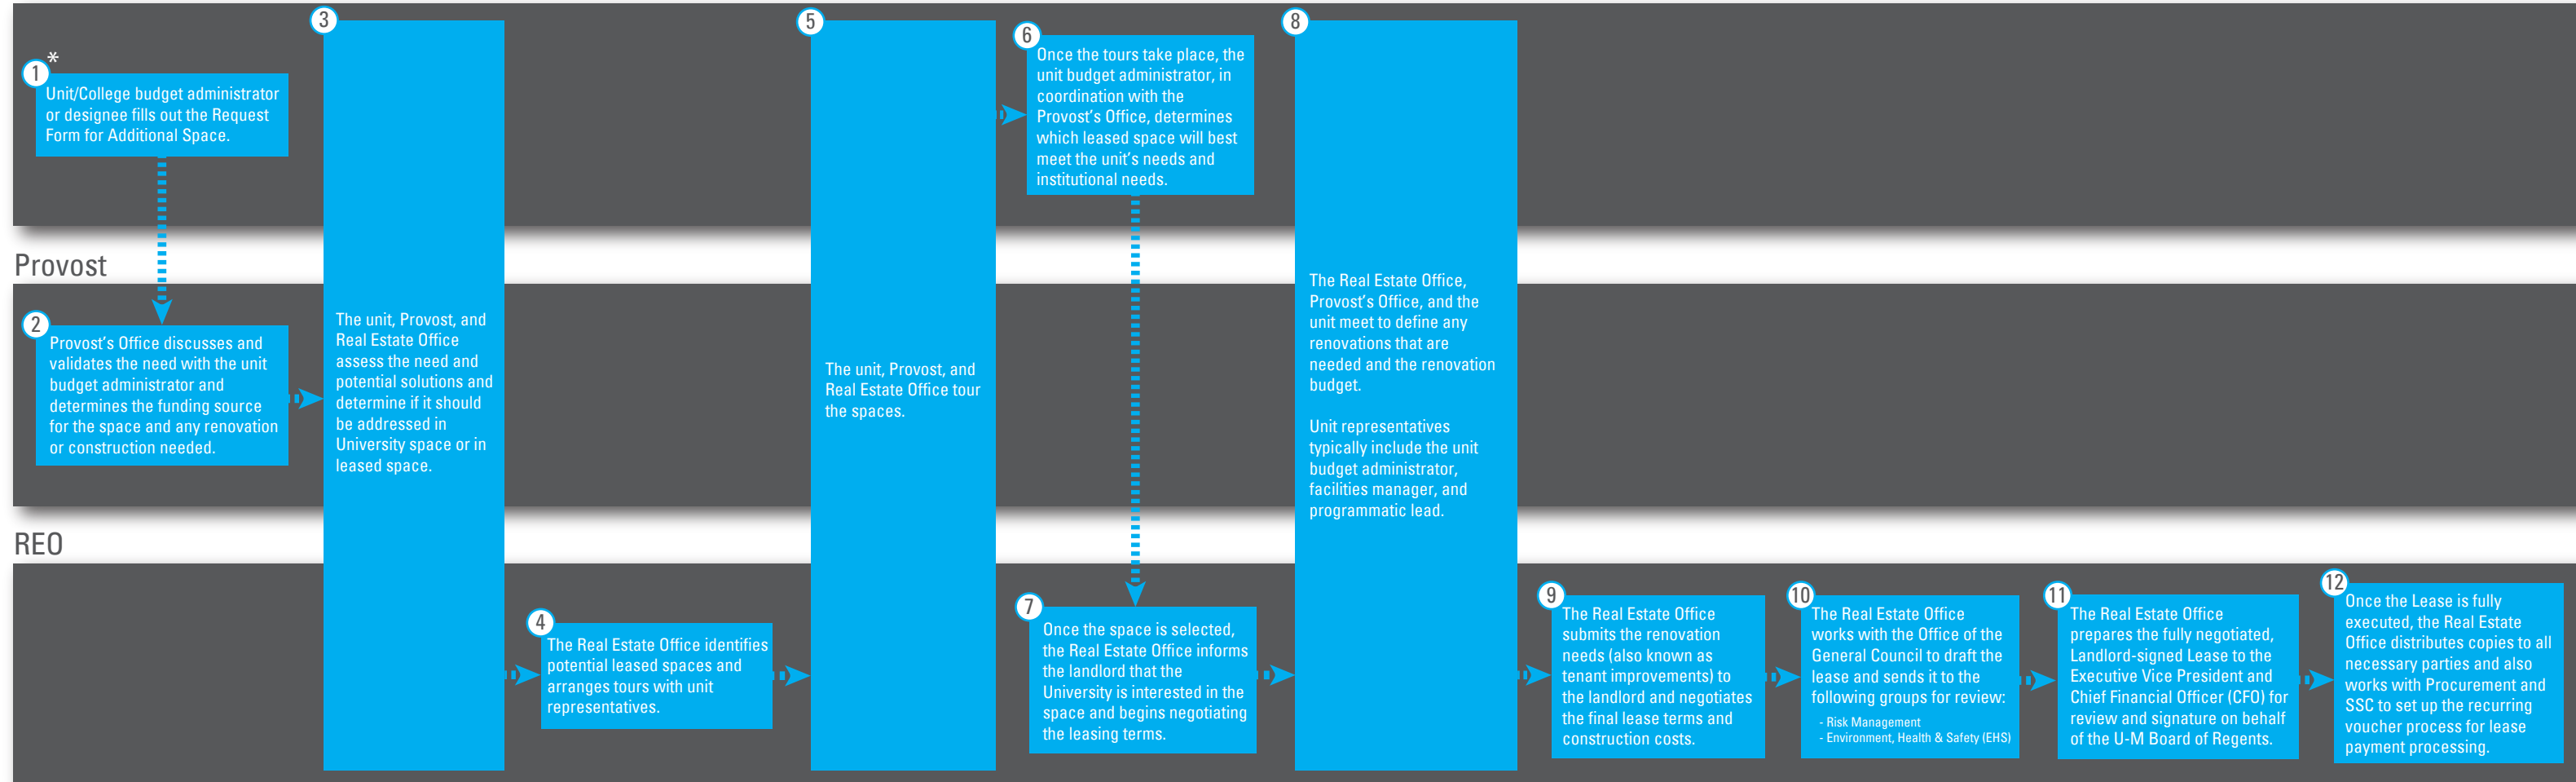 *
1
Unit/College budget administrator
or designee fills out the Request
Form for Additional Space.
Provost
2
Provost's Office discusses and
validates the need with the unit
budget administrator and
determines the funding source
for the space and any renovation
or construction needed.
3
The unit, Provost, and
Real Estate Office
assess the need and
potential solutions and
determine if it should
be addressed in
University space or in
leased space.
REO
4
The Real Estate Office identifies
potential leased spaces and
arranges tours with unit
representatives.
5
The unit, Provost, and
Real Estate Office tour
the spaces.
6
Once the tours take place, the
unit budget administrator, in
coordination with the
Provost's Office, determines
which leased space will best
meet the unit's needs and
institutional needs.
7
Once the space is selected,
the Real Estate Office informs
the landlord that the
University is interested in the
space and begins negotiating
the leasing terms.
8
The Real Estate Office,
Provost's Office, and the
unit meet to define any
renovations that are
needed and the renovation
budget.
Unit representatives
typically include the unit
budget administrator,
facilities manager, and
programmatic lead.
9
The Real Estate Office
submits the renovation
needs (also known as
tenant improvements) to
the landlord and negotiates
the final lease terms and
construction costs.
10
The Real Estate Office
works with the Office of the
General Council to draft the
lease and sends it to the
following groups for review:
- Risk Management
- Environment, Health & Safety (EHS)
11
The Real Estate Office
prepares the fully negotiated,
Landlord-signed Lease to the
Executive Vice President and
Chief Financial Officer (CFO) for
review and signature on behalf
of the U-M Board of Regents.
12
Once the Lease is fully
executed, the Real Estate
Office distributes copies to all
necessary parties and also
works with Procurement and
SSC to set up the recurring
voucher process for lease
payment processing.